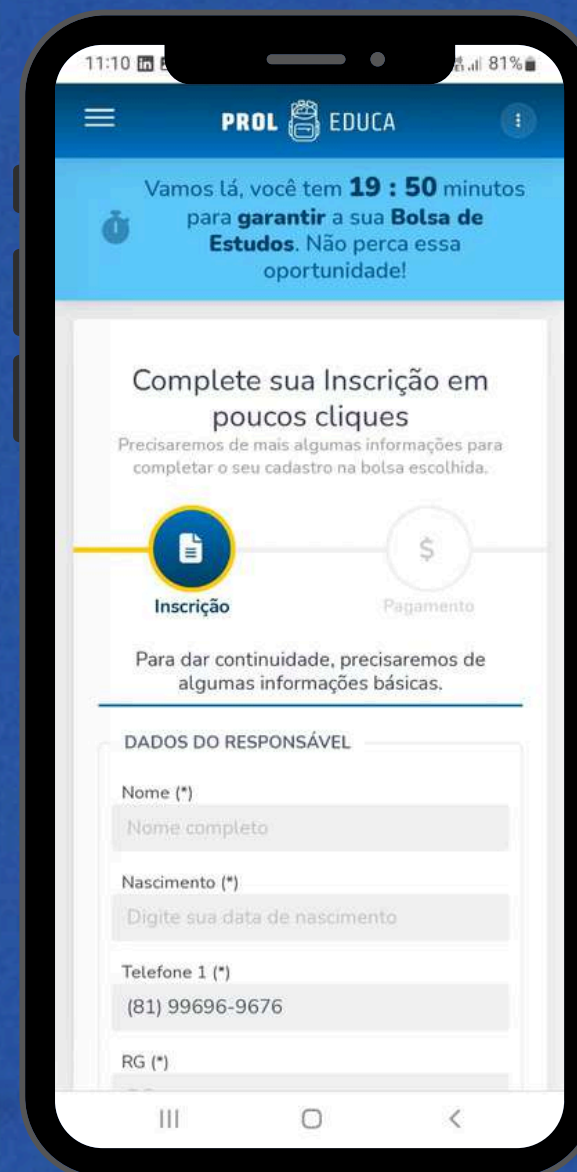 11:10
81%
PROL EDUCA
Vamos lá, você tem 19 : 50 minutos
para garantir a sua Bolsa de
Estudos. Não perca essa
oportunidade!
Complete sua Inscrição em
poucos cliques
Precisaremos de mais algumas informações para
completar o seu cadastro na bolsa escolhida.
$
Inscrição
Pagamento
Para dar continuidade, precisaremos de
algumas informações básicas.
DADOS DO RESPONSÁVEL
Nome (*)
Nome completo
Nascimento (*)
Digite sua data de nascimento
Telefone 1 (*)
(81) 99696-9676
RG (*)